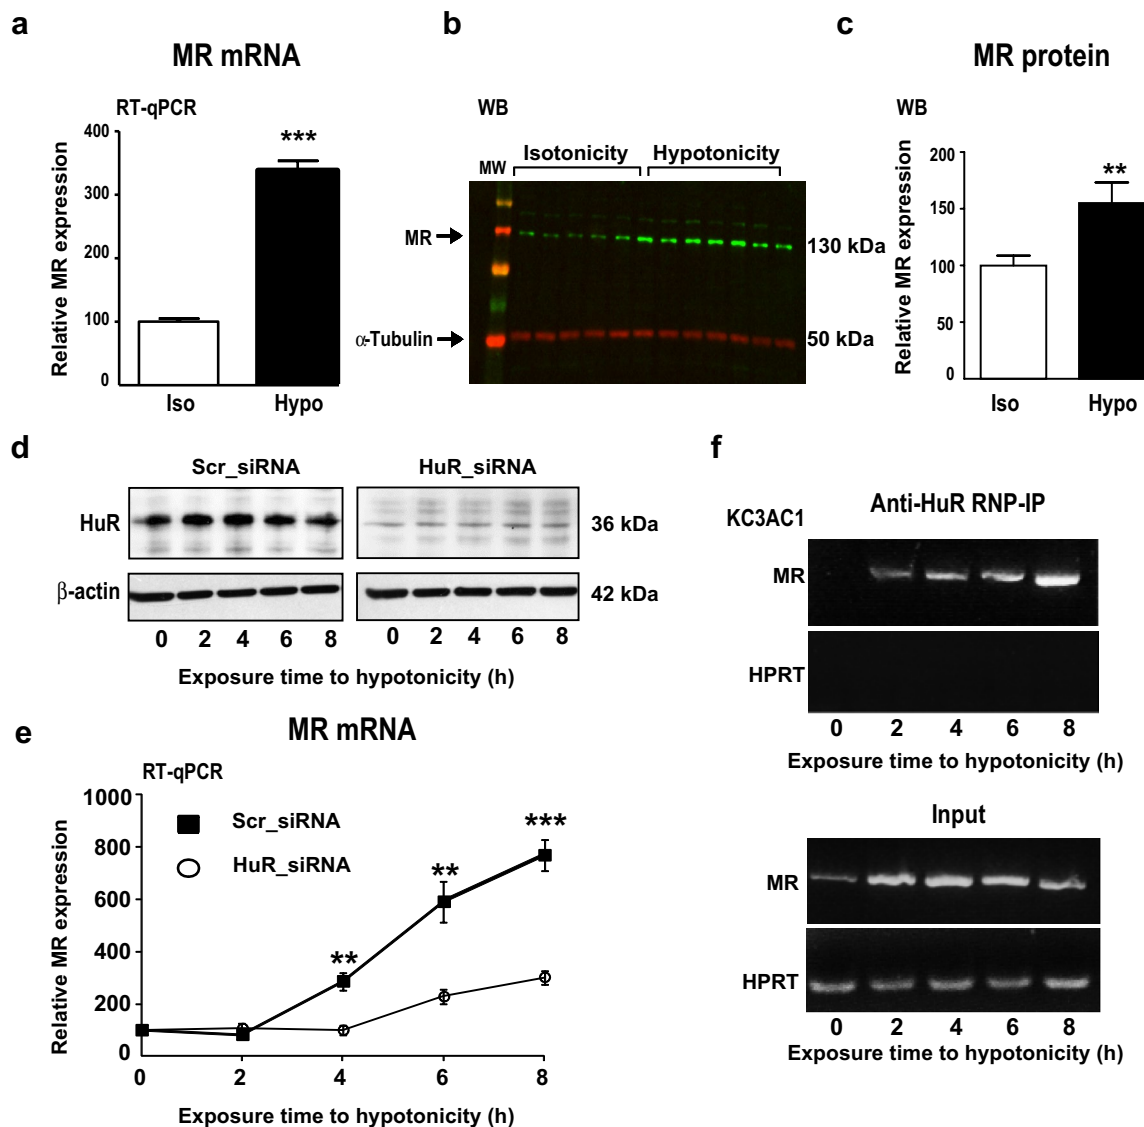 a
MR mRNA
RT-qPCR
Relative MR expression
400
300
200
100
0
***
Iso
Hypo
b
WB
MW
Isotonicity
Hypotonicity
MR
130 kDa
α-Tubulin
50 kDa
c
MR protein
WB
Relative MR expression
200
150
100
50
0
**
Iso
Hypo
d
Scr_siRNA
HuR_siRNA
HuR
36 kDa
β-actin
42 kDa
0 2 4 6 8
0 2 4 6 8
Exposure time to hypotonicity (h)
e
MR mRNA
RT-qPCR
Relative MR expression
1000
800
600
400
200
0
Scr_siRNA
HuR_siRNA
**
**
***
0 2 4 6 8
Exposure time to hypotonicity (h)
f
KC3AC1
Anti-HuR RNP-IP
MR
HPRT
0 2 4 6 8
Exposure time to hypotonicity (h)
Input
MR
HPRT
0 2 4 6 8
Exposure time to hypotonicity (h)